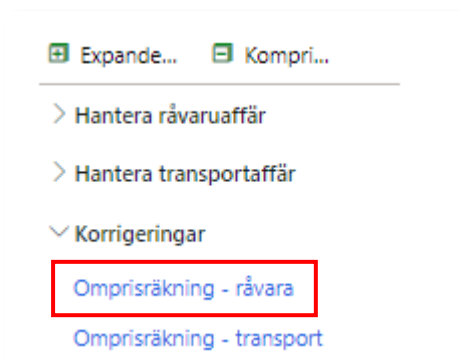 Expande... Kompri...
Hantera råvaruaffär
Hantera transportaffär
Korrigeringar
Omprisräkning - råvara
Omprisräkning - transport